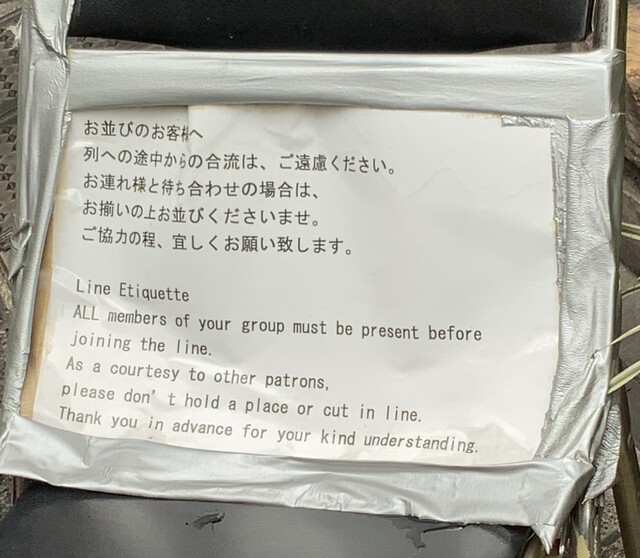 お並びのお客様へ
列への途中からの合流は、ご遠慮ください。
お連れ様と待ち合わせの場合は、
お揃いの上お並びくださいませ。
ご協力の程、宜しくお願い致します。
Line Etiquette
ALL members of your group must be present before
joining the line.
As a courtesy to other patrons,
please don't hold a place or cut in line.
Thank you in advance for your kind understanding.